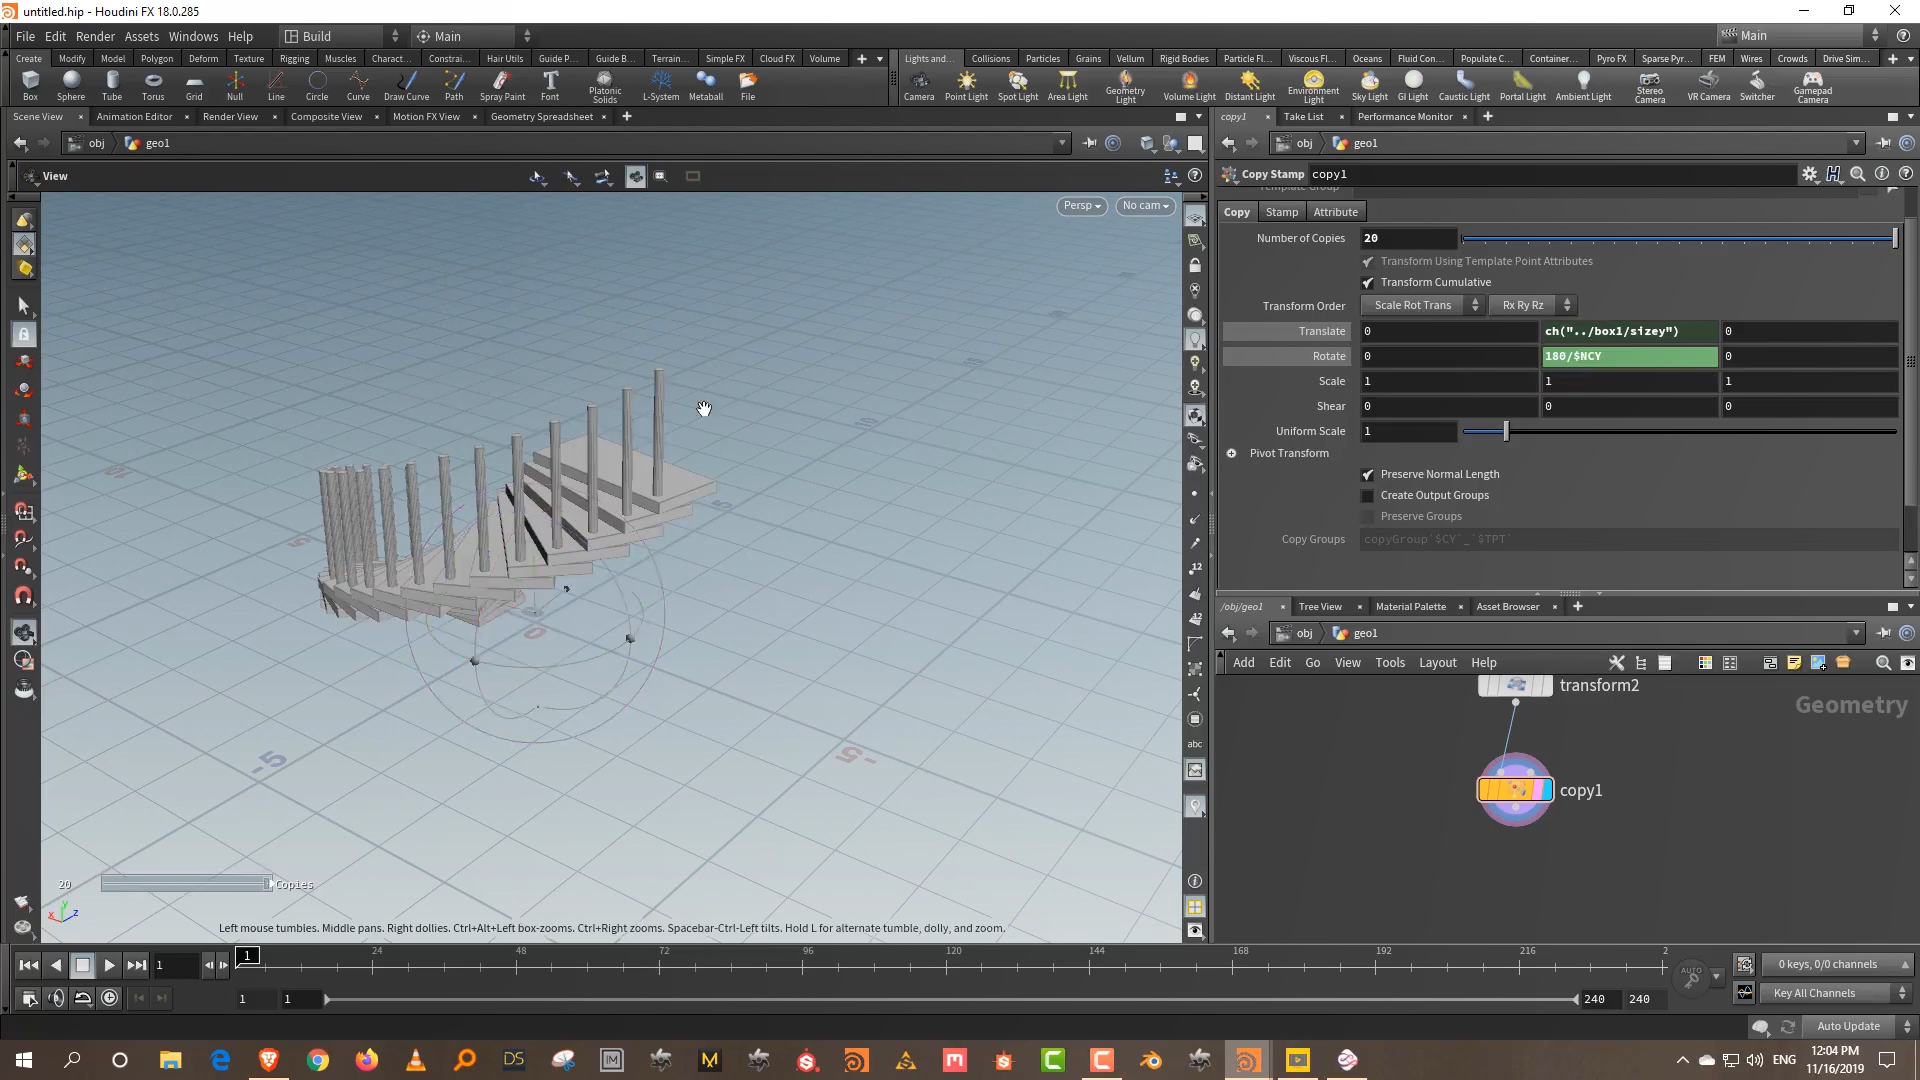 untitled.hip - Houdini FX 18.0.285
File Edit Render Assets Windows Help Build Main Main
Create Modify Model Polygon Deform Texture Rigging Muscles Charact... Constrai... Hair Utils Guide P... Guide B... Terrain... Simple FX Cloud FX Volume
Lights and... Collisions Particles Grains Vellum Rigid Bodies Particle Fl... Viscous Fl... Oceans Fluid Con... Populate C... Container... Pyro FX Sparse Pyr... FEM Wires Crowds Drive Sim...
Box Sphere Tube Torus Grid Null Line Circle Curve Draw Curve Path Spray Paint Font Platonic Solids L-System Metaball File
Camera Point Light Spot Light Area Light Geometry Light Volume Light Distant Light Environment Light Sky Light GI Light Caustic Light Portal Light Ambient Light Stereo Camera VR Camera Switcher Gamepad Camera
Scene View Animation Editor Render View Composite View Motion FX View Geometry Spreadsheet
copy1 Take List Performance Monitor
obj geo1
obj geo1
View
Persp No cam
Copy Stamp copy1
Template Group
Copy Stamp Attribute
Number of Copies 20
Transform Using Template Point Attributes
Transform Cumulative
Transform Order Scale Rot Trans Rx Ry Rz
Translate 0 ch("../box1/sizey") 0
Rotate 0 180/$NCY 0
Scale 1 1 1
Shear 0 0 0
Uniform Scale 1
Pivot Transform
Preserve Normal Length
Create Output Groups
Preserve Groups
Copy Groups copyGroup`$CY`_`$TPT`
/obj/geo1 Tree View Material Palette Asset Browser
obj geo1
Add Edit Go View Tools Layout Help
transform2
Geometry
copy1
-5
-5
0
20 Copies
x y z
12
12
abc
Left mouse tumbles. Middle pans. Right dollies. Ctrl+Alt+Left box-zooms. Ctrl+Right zooms. Spacebar-Ctrl-Left tilts. Hold L for alternate tumble, dolly, and zoom.
1 1 24 48 72 96 120 144 168 192 216 2
AUTO
0 keys, 0/0 channels
1 1 240 240
Key All Channels
Auto Update
DS
ENG
12:04 PM
11/16/2019